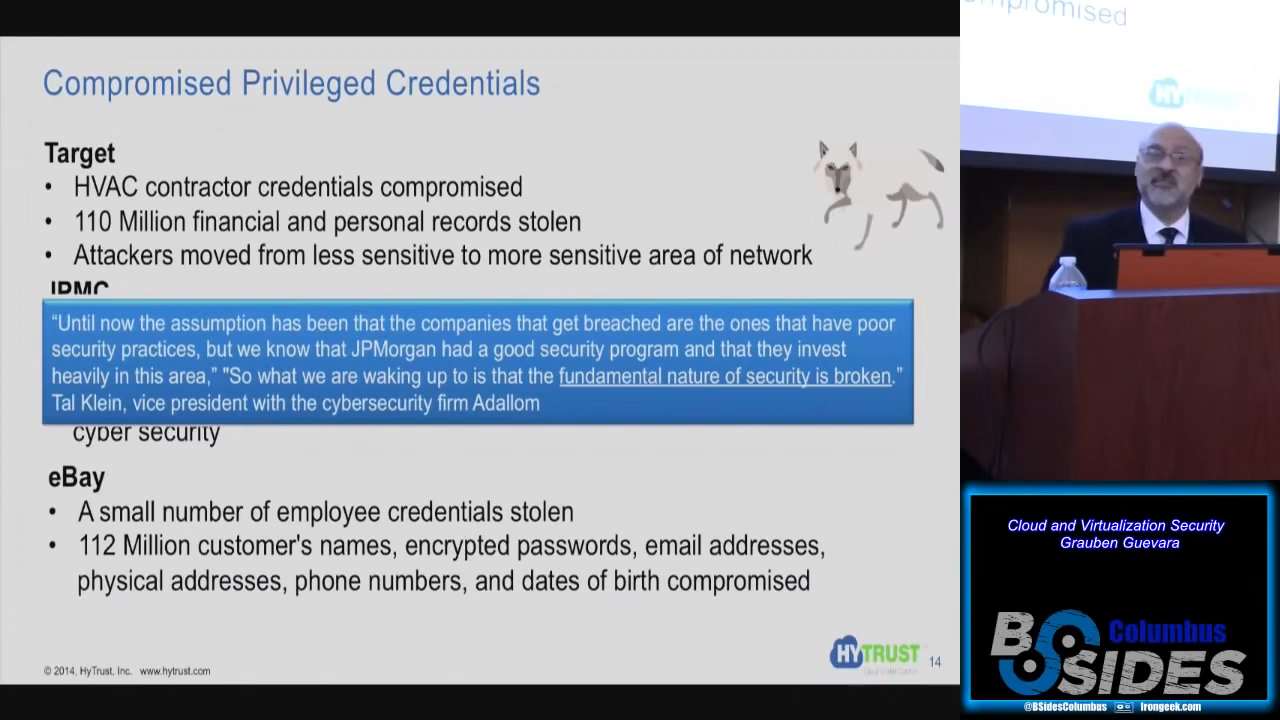 Compromised Privileged Credentials
Target
• HVAC contractor credentials compromised
• 110 Million financial and personal records stolen
• Attackers moved from less sensitive to more sensitive area of network
JPMC
“Until now the assumption has been that the companies that get breached are the ones that have poor
security practices, but we know that JPMorgan had a good security program and that they invest
heavily in this area,” "So what we are waking up to is that the fundamental nature of security is broken.”
Tal Klein, vice president with the cybersecurity firm Adallom
cyber security
eBay
• A small number of employee credentials stolen
• 112 Million customer's names, encrypted passwords, email addresses,
physical addresses, phone numbers, and dates of birth compromised
© 2014, HyTrust, Inc. www.hytrust.com
HYTRUST
14
ompromised
HYTRUST
Cloud and Virtualization Security
Grauben Guevara
BSIDES
Columbus
@BSidesColumbus
Irongeek.com